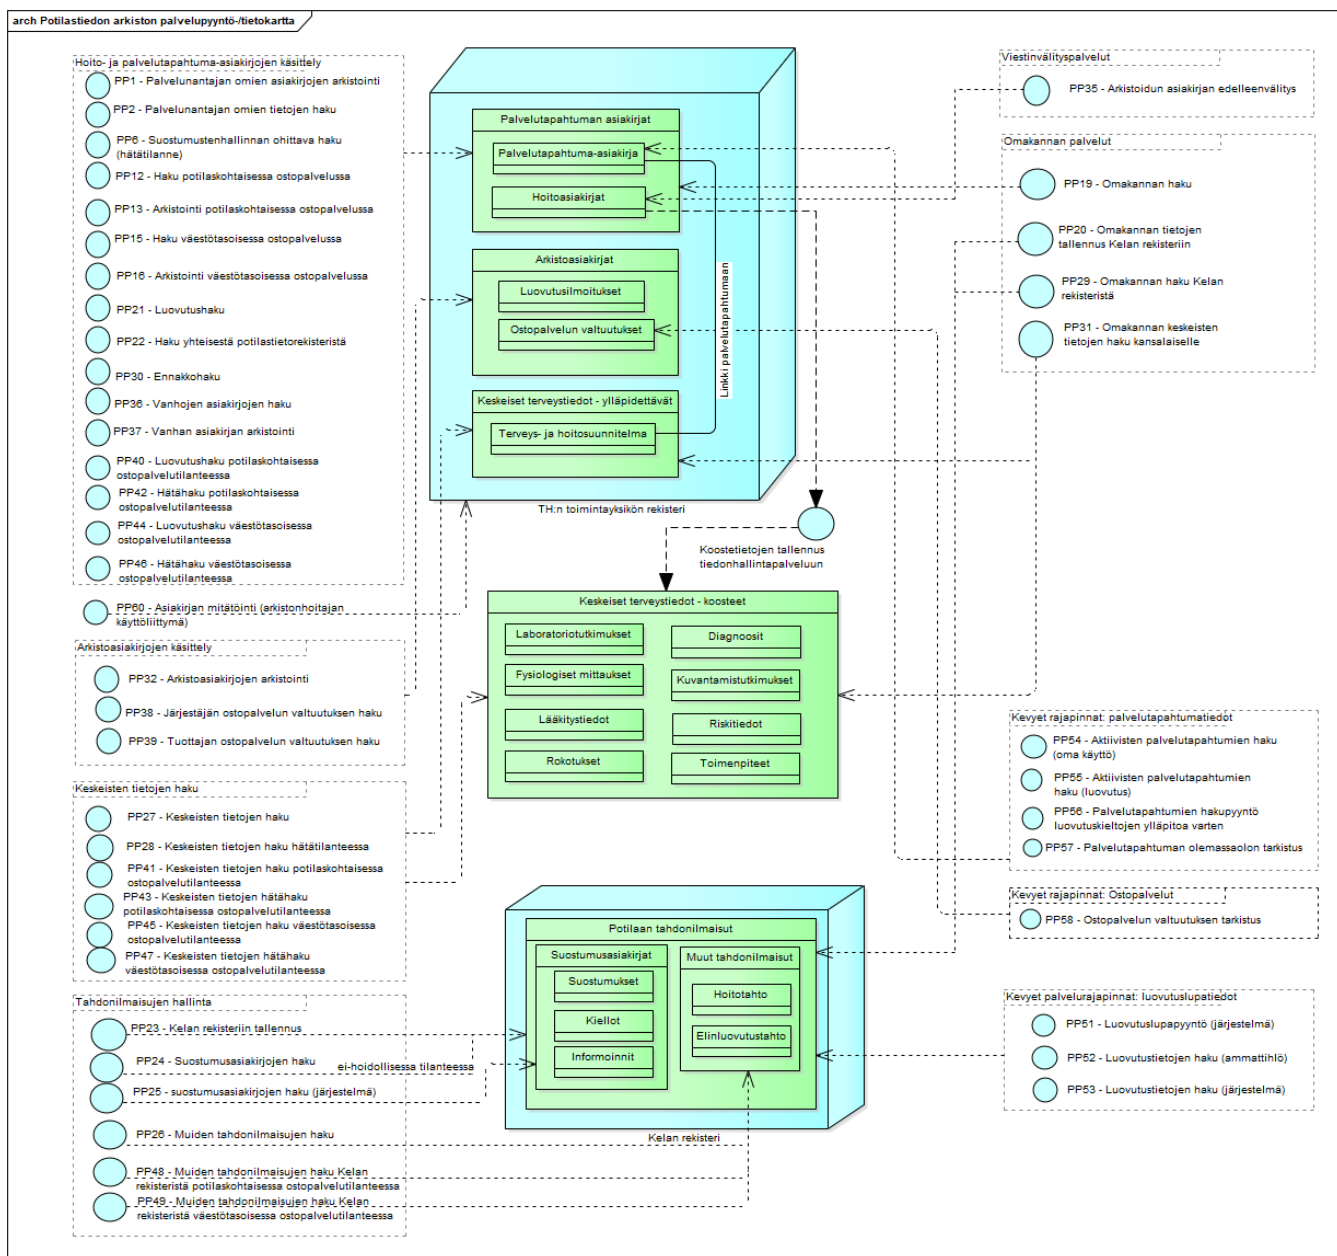 arch Potilastiedon arkiston palvelupyyntö-/tietokartta
Hoito- ja palvelutapahtuma-asiakirjojen käsittely
PP1 - Palvelunantajan omien asiakirjojen arkistointi
PP2 - Palvelunantajan omien tietojen haku
PP6 - Suostumustenhallinnan ohittava haku
(hätätilanne)
PP12 - Haku potilaskohtaisessa ostopalvelussa
PP13 - Arkistointi potilaskohtaisessa ostopalvelussa
PP15 - Haku väestötasoisessa ostopalvelussa
PP16 - Arkistointi väestötasoisessa ostopalvelussa
PP21 - Luovutushaku
PP22 - Haku yhteisestä potilastietorekisteristä
PP30 - Ennakkohaku
PP36 - Vanhojen asiakirjojen haku
PP37 - Vanhan asiakirjan arkistointi
PP40 - Luovutushaku potilaskohtaisessa
ostopalvelutilanteessa
PP42 - Hätähaku potilaskohtaisessa
ostopalvelutilanteessa
PP44 - Luovutushaku väestötasoisessa
ostopalvelutilanteessa
PP46 - Hätähaku väestötasoisessa
ostopalvelutilanteessa
PP60 - Asiakirjan mitätöinti (arkistonhoitajan
käyttöliittymä)
Arkistoasiakirjojen käsittely
PP32 - Arkistoasiakirjojen arkistointi
PP38 - Järjestäjän ostopalvelun valtuutuksen haku
PP39 - Tuottajan ostopalvelun valtuutuksen haku
Keskeisten tietojen haku
PP27 - Keskeisten tietojen haku
PP28 - Keskeisten tietojen haku hätätilanteessa
PP41 - Keskeisten tietojen haku potilaskohtaisessa
ostopalvelutilanteessa
PP43 - Keskeisten tietojen hätähaku
potilaskohtaisessa ostopalvelutilanteessa
PP45 - Keskeisten tietojen haku väestötasoisessa
ostopalvelutilanteessa
PP47 - Keskeisten tietojen hätähaku
väestötasoisessa ostopalvelutilanteessa
Tahdonilmaisujen hallinta
PP23 - Kelan rekisteriin tallennus
PP24 - Suostumusasiakirjojen haku
ei-hoidollisessa tilanteessa
PP25 - suostumusasiakirjojen haku (järjestelmä)
PP26 - Muiden tahdonilmaisujen haku
PP48 - Muiden tahdonilmaisujen haku Kelan
rekisteristä potilaskohtaisessa ostopalvelutilanteessa
PP49 - Muiden tahdonilmaisujen haku Kelan
rekisteristä väestötasoisessa ostopalvelutilanteessa
Palvelutapahtuman asiakirjat
Palvelutapahtuma-asiakirja
Hoitoasiakirjat
Arkistoasiakirjat
Luovutusilmoitukset
Ostopalvelun valtuutukset
Linkki palvelutapahtumaan
Keskeiset terveystiedot - ylläpidettävät
Terveys- ja hoitosuunnitelma
TH:n toimintayksikön rekisteri
Koostetietojen tallennus
tiedonhallintapalveluun
Keskeiset terveystiedot - koosteet
Laboratoriotutkimukset
Diagnoosit
Fysiologiset mittaukset
Kuvantamistutkimukset
Lääkitystiedot
Riskitiedot
Rokotukset
Toimenpiteet
Potilaan tahdonilmaisut
Suostumusasiakirjat
Suostumukset
Kiellot
Informoinnit
Muut tahdonilmaisut
Hoitotahto
Elinluovutustahto
Kelan rekisteri
Viestinvälityspalvelut
PP35 - Arkistoidun asiakirjan edelleenvälitys
Omakannan palvelut
PP19 - Omakannan haku
PP20 - Omakannan tietojen
tallennus Kelan rekisteriin
PP29 - Omakannan haku Kelan
rekisteristä
PP31 - Omakannan keskeisten
tietojen haku kansalaiselle
Kevyet rajapinnat: palvelutapahtumatiedot
PP54 - Aktiivisten palvelutapahtumien haku
(oma käyttö)
PP55 - Aktiivisten palvelutapahtumien
haku (luovutus)
PP56 - Palvelutapahtumien hakupyyntö
luovutuskieltojen ylläpitoa varten
PP57 - Palvelutapahtuman olemassaolon tarkistus
Kevyet rajapinnat: Ostopalvelut
PP58 - Ostopalvelun valtuutuksen tarkistus
Kevyet palvelurajapinnat: luovutuslupatiedot
PP51 - Luovutuslupapyyntö (järjestelmä)
PP52 - Luovutustietojen haku (ammattihlö)
PP53 - Luovutustietojen haku (järjestelmä)